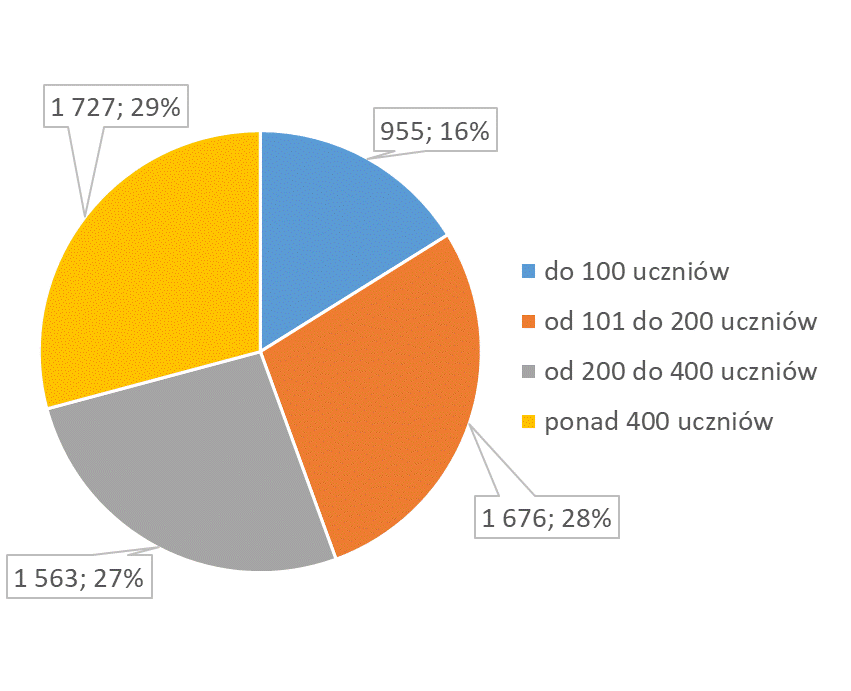 1 727; 29%
955; 16%
do 100 uczniów
od 101 do 200 uczniów
od 200 do 400 uczniów
ponad 400 uczniów
1 676; 28%
1 563; 27%